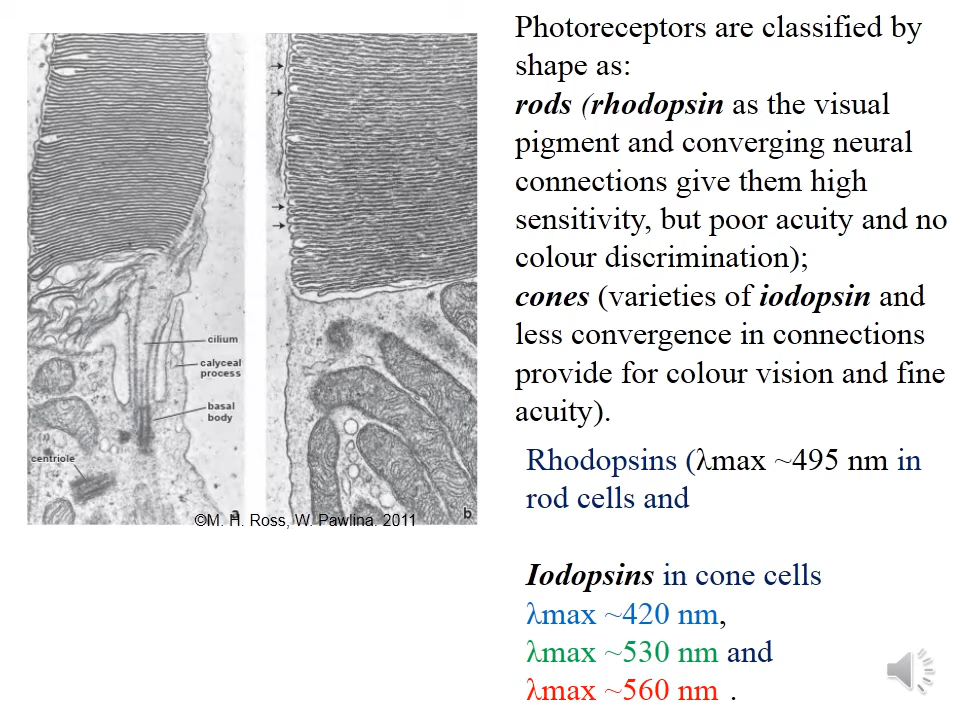 Photoreceptors are classified by
shape as:
rods (rhodopsin as the visual
pigment and converging neural
connections give them high
sensitivity, but poor acuity and no
colour discrimination);
cones (varieties of iodopsin and
less convergence in connections
provide for colour vision and fine
acuity).
Rhodopsins (λmax ~495 nm in
rod cells and
Iodopsins in cone cells
λmax ~420 nm,
λmax ~530 nm and
λmax ~560 nm .
cilium
calyceal
process
basal
body
centriole
a
b
©M. H. Ross, W. Pawlina. 2011